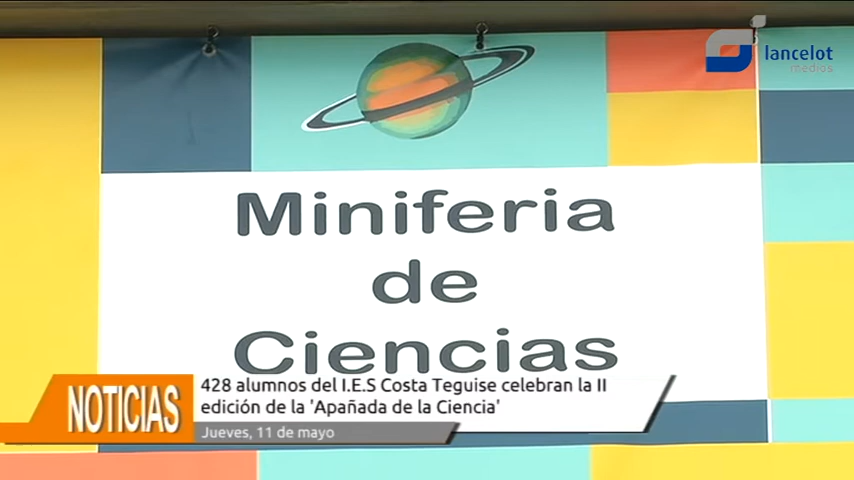 lancelot
medios
Miniferia
de
Ciencias
NOTICIAS
428 alumnos del I.E.S Costa Teguise celebran la II
edición de la 'Apañada de la Ciencia'
Jueves, 11 de mayo